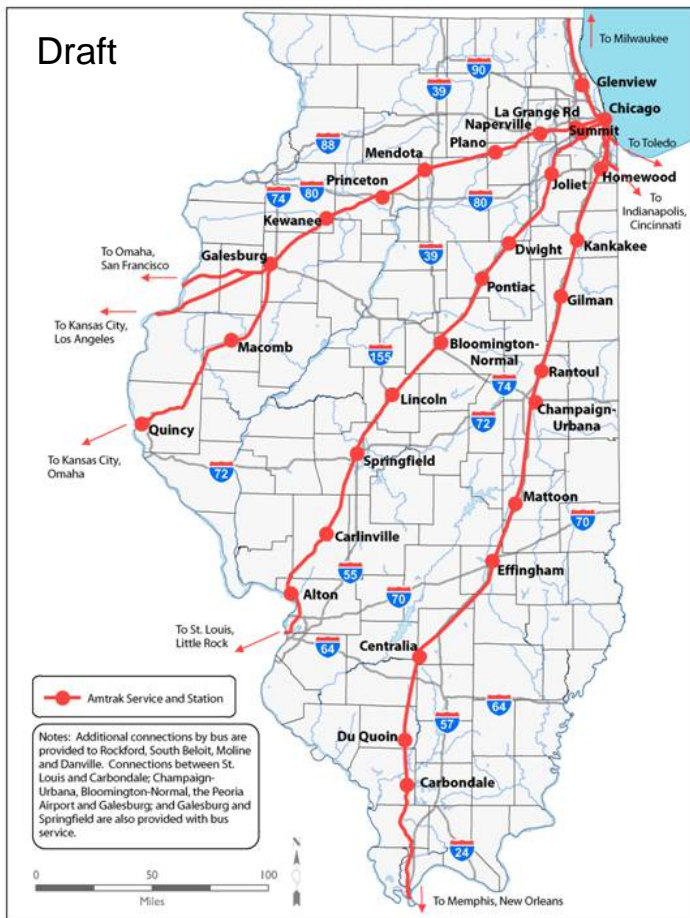 Draft
To Milwaukee
90
Glenview
39
Chicago
La Grange Rd
Naperville
Summit
Plano
88
To Toledo
Mendota
Homewood
Joliet
Princeton
74
80
80
To
Indianapolis,
Cincinnati
Kewanee
Dwight
Kankakee
Galesburg
39
To Omaha,
San Francisco
Pontiac
Gilman
To Kansas City,
Los Angeles
Macomb
Bloomington-
Normal
155
Rantoul
74
Lincoln
Champaign-
Urbana
72
Quincy
Springfield
To Kansas City,
Omaha
72
Mattoon
70
Carlinville
Effingham
55
Alton
70
To St. Louis,
Little Rock
64
Centralia
Amtrak Service and Station
64
57
Notes: Additional connections by bus are
provided to Rockford, South Beloit, Moline
and Danville. Connections between St.
Louis and Carbondale; Champaign-
Urbana, Bloomington-Normal, the Peoria
Airport and Galesburg; and Galesburg and
Springfield are also provided with bus
service.
Du Quoin
Carbondale
N
24
0
50
100
Miles
To Memphis, New Orleans